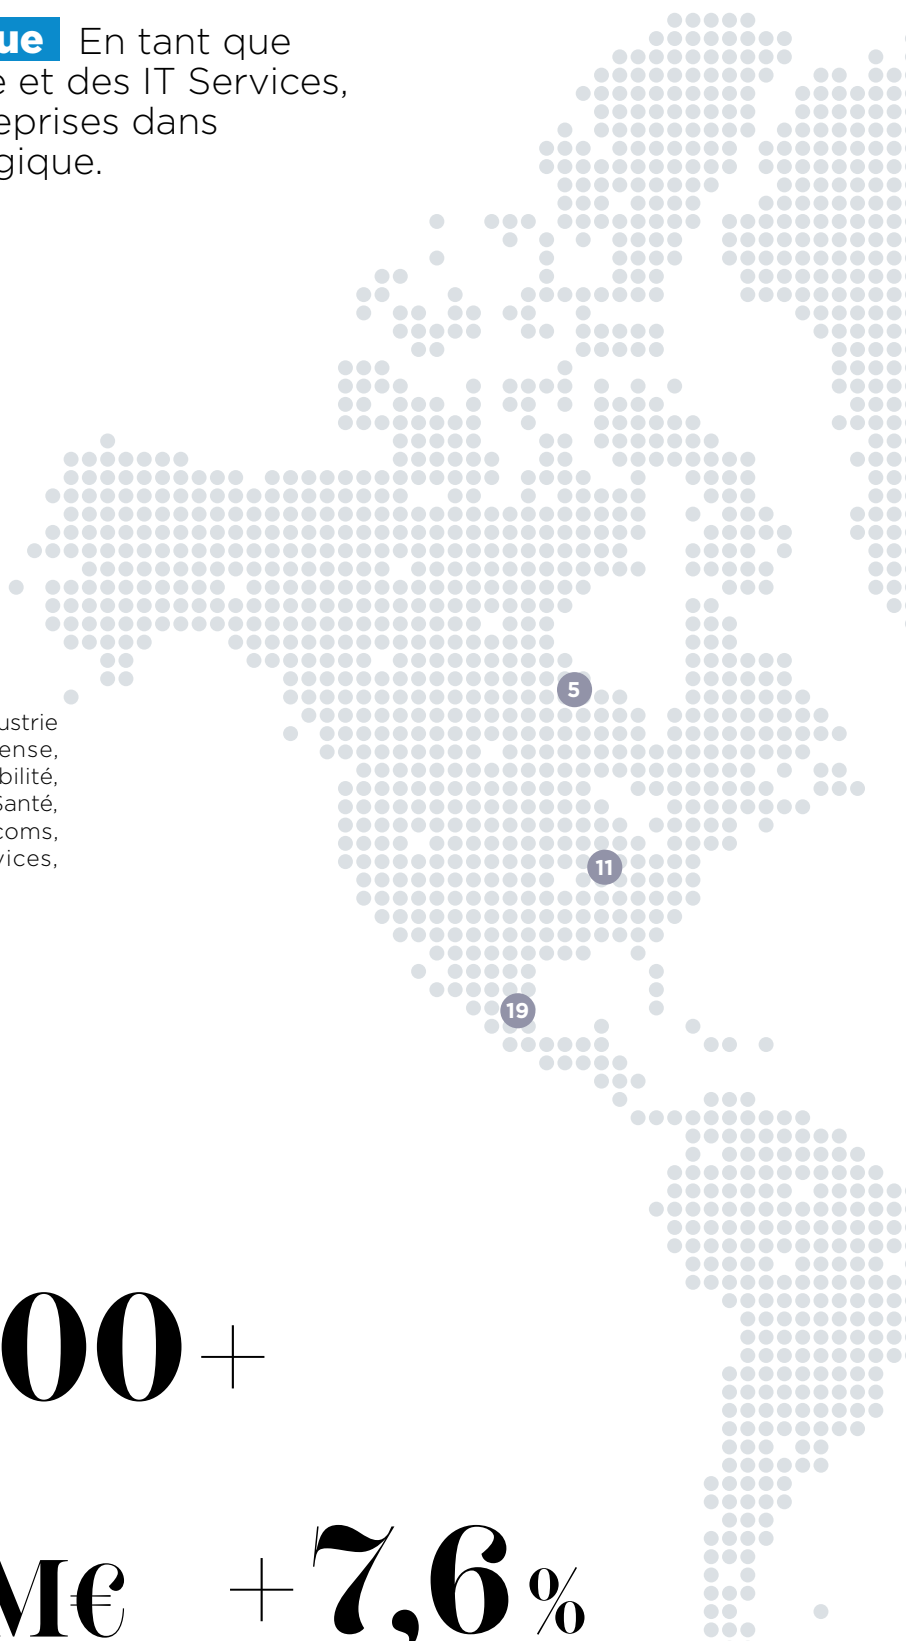 ue En tant que
e et des IT Services,
eprises dans
gique.
5
ustrie
ense,
bilité,
Santé,
coms,
vices,
11
19
00+
M€ +7,6%